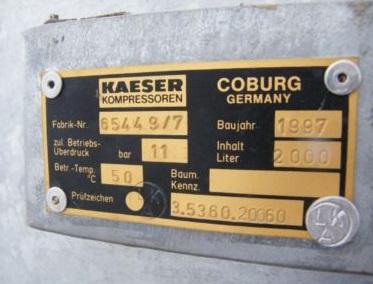 KAESER COBURG
KOMPRESSOREN GERMANY
Fabrik-Nr. 65449/7 Baujahr 1997
zul. Betriebs- Überdruck bar 11 Inhalt Liter 2000
Betr.-Temp. °C 50 Baum. Kennz.
Prüfzeichen 3.5360.20060